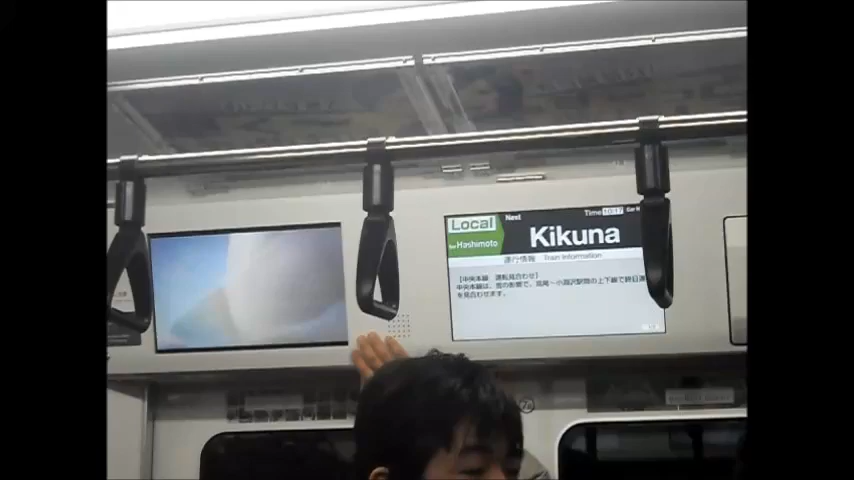 Local
Next
Time 10:17
for Hashimoto
Kikuna
運行情報 Train Information
[中央本線 運転見合わせ]
中央本線は、雪の影響で、高尾～小淵沢駅間の上下線で終日運
を見合わせます。